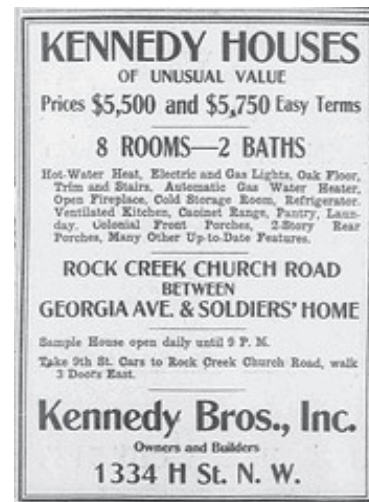 KENNEDY HOUSES
OF UNUSUAL VALUE
Prices $5,500 and $5,750 Easy Terms
8 ROOMS—2 BATHS
Hot-Water Heat, Electric and Gas Lights, Oak Floor,
Trim and Stairs. Automatic Gas Water Heater,
Open Fireplace, Cold Storage Room, Refrigerator.
Ventilated Kitchen, Cabinet Range, Pantry, Laun-
day. Colonial Front Porches, 2-Story Rear
Porches, Many Other Up-to-Date Features.
ROCK CREEK CHURCH ROAD
BETWEEN
GEORGIA AVE. & SOLDIERS' HOME
Sample House open daily until 9 P. M.
Take 9th St. Cars to Rock Creek Church Road, walk
3 Doors East.
Kennedy Bros., Inc.
Owners and Builders
1334 H St. N. W.